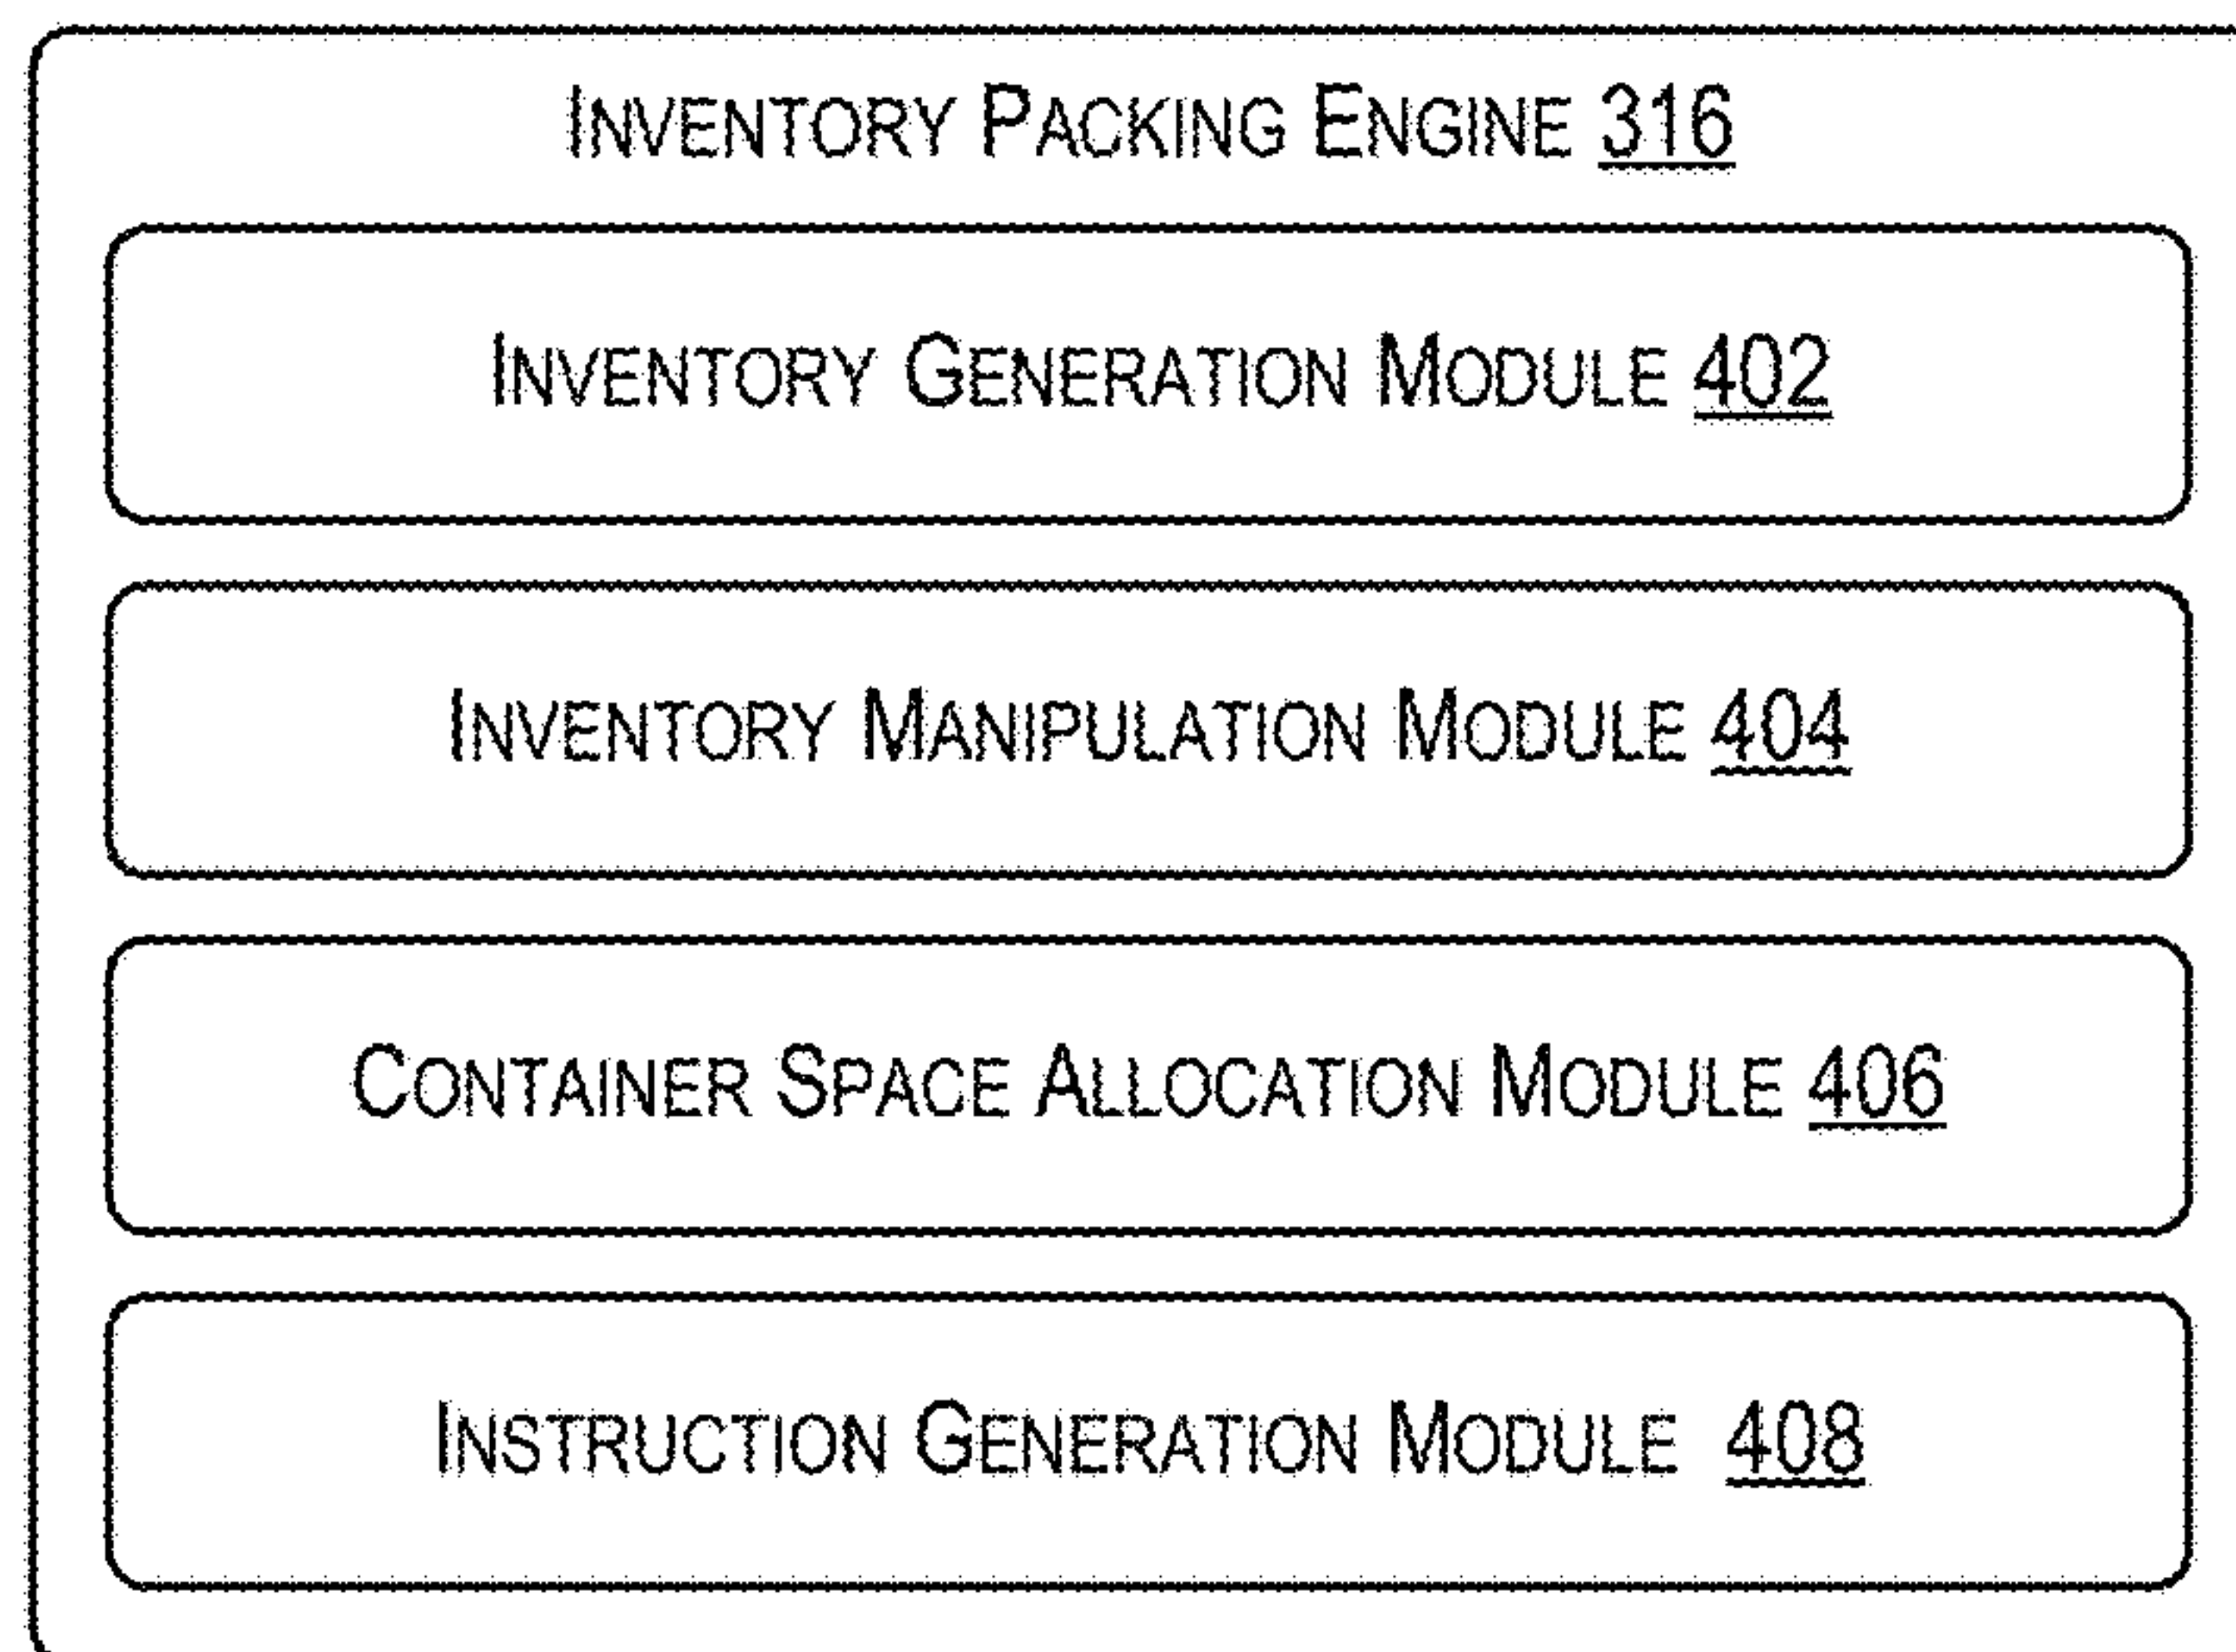 INVENTORY PACKING ENGINE 316
INVENTORY GENERATION MODULE 402
INVENTORY MANIPULATION MODULE 404
CONTAINER SPACE ALLOCATION MODULE 406
INSTRUCTION GENERATION MODULE 408